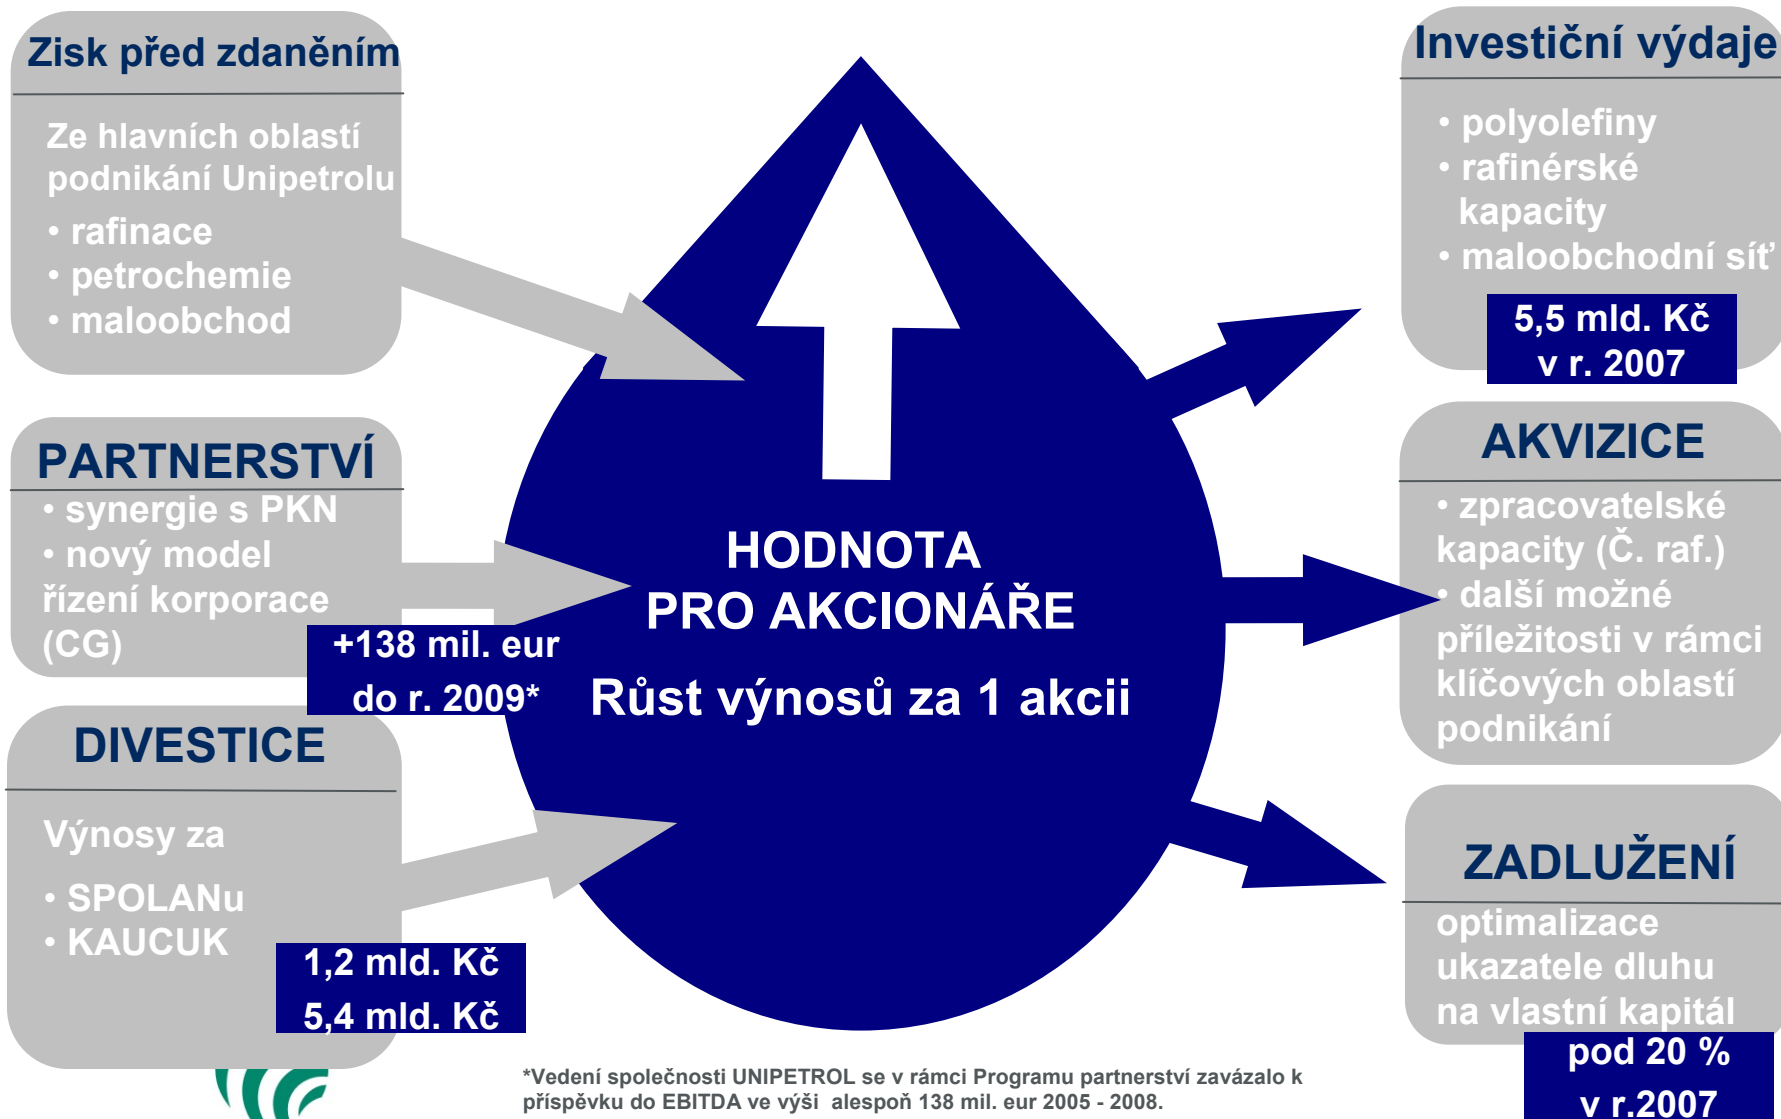 Zisk před zdaněním
Ze hlavních oblastí
podnikání Unipetrolu
• rafinace
• petrochemie
• maloobchod
PARTNERSTVÍ
• synergie s PKN
• nový model
řízení korporace
(CG)
+138 mil. eur
do r. 2009*
DIVESTICE
Výnosy za
• SPOLANu
• KAUCUK
1,2 mld. Kč
5,4 mld. Kč
HODNOTA
PRO AKCIONÁŘE
Růst výnosů za 1 akcii
Investiční výdaje
• polyolefiny
• rafinérské
kapacity
• maloobchodní síť
5,5 mld. Kč
v r. 2007
AKVIZICE
• zpracovatelské
kapacity (Č. raf.)
• další možné
příležitosti v rámci
klíčových oblastí
podnikání
ZADLUŽENÍ
optimalizace
ukazatele dluhu
na vlastní kapitál
pod 20 %
v r.2007
*Vedení společnosti UNIPETROL se v rámci Programu partnerství zavázalo k
příspěvku do EBITDA ve výši alespoň 138 mil. eur 2005 - 2008.